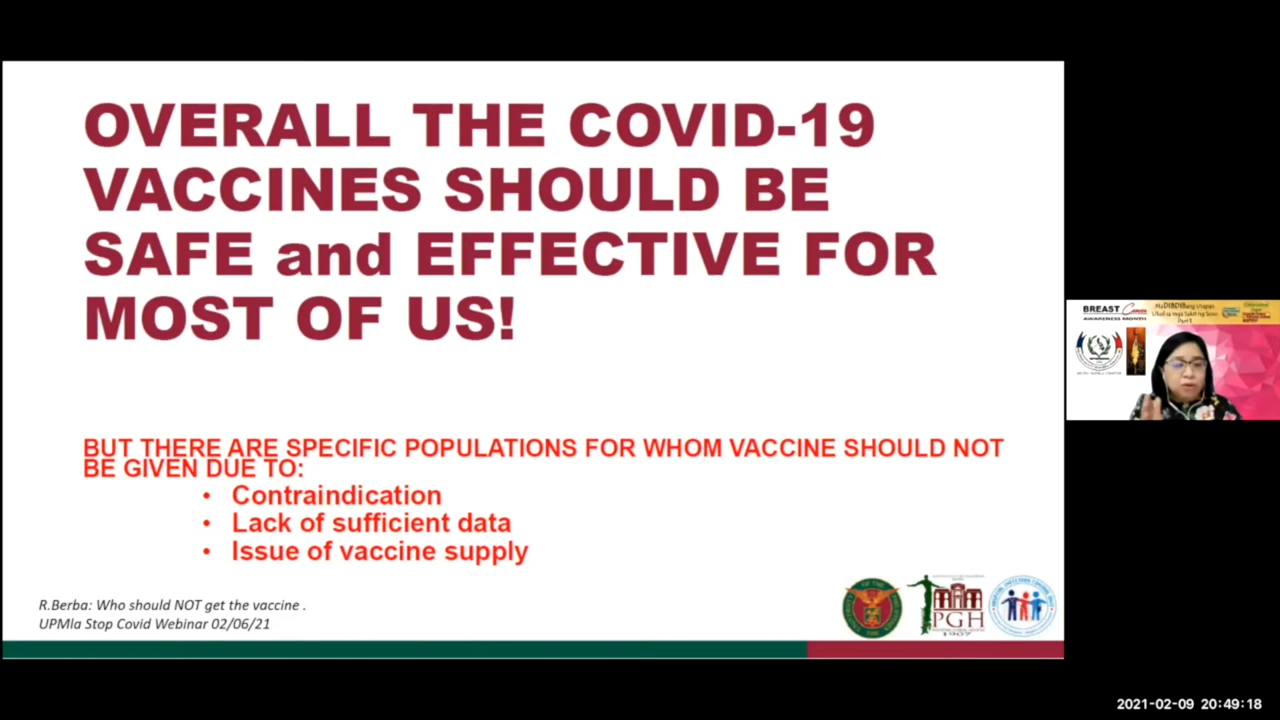 OVERALL THE COVID-19
VACCINES SHOULD BE
SAFE and EFFECTIVE FOR
MOST OF US!
BUT THERE ARE SPECIFIC POPULATIONS FOR WHOM VACCINE SHOULD NOT
BE GIVEN DUE TO:
• Contraindication
• Lack of sufficient data
• Issue of vaccine supply
R.Berba: Who should NOT get the vaccine .
UPMla Stop Covid Webinar 02/06/21
PGH
1907
BREAST Cancer
AWARENESS MONTH
Part
2021-02-09 20:49:18